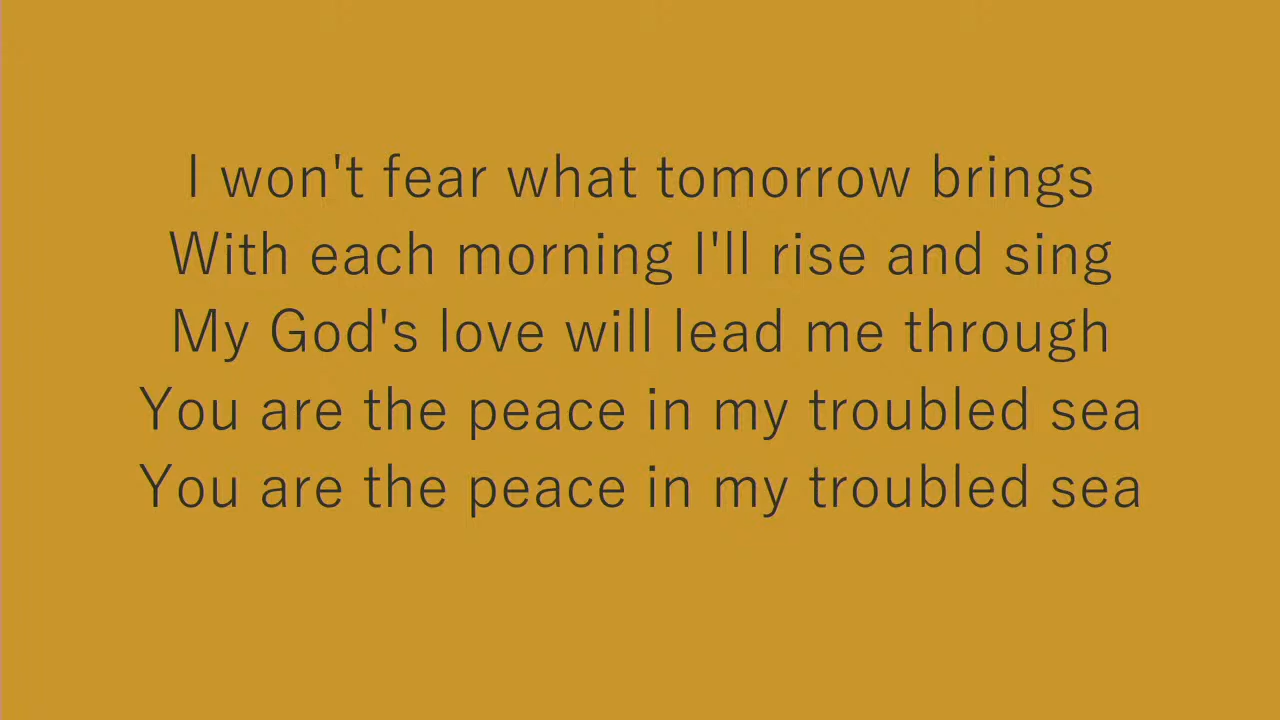 I won't fear what tomorrow brings
With each morning I'll rise and sing
My God's love will lead me through
You are the peace in my troubled sea
You are the peace in my troubled sea